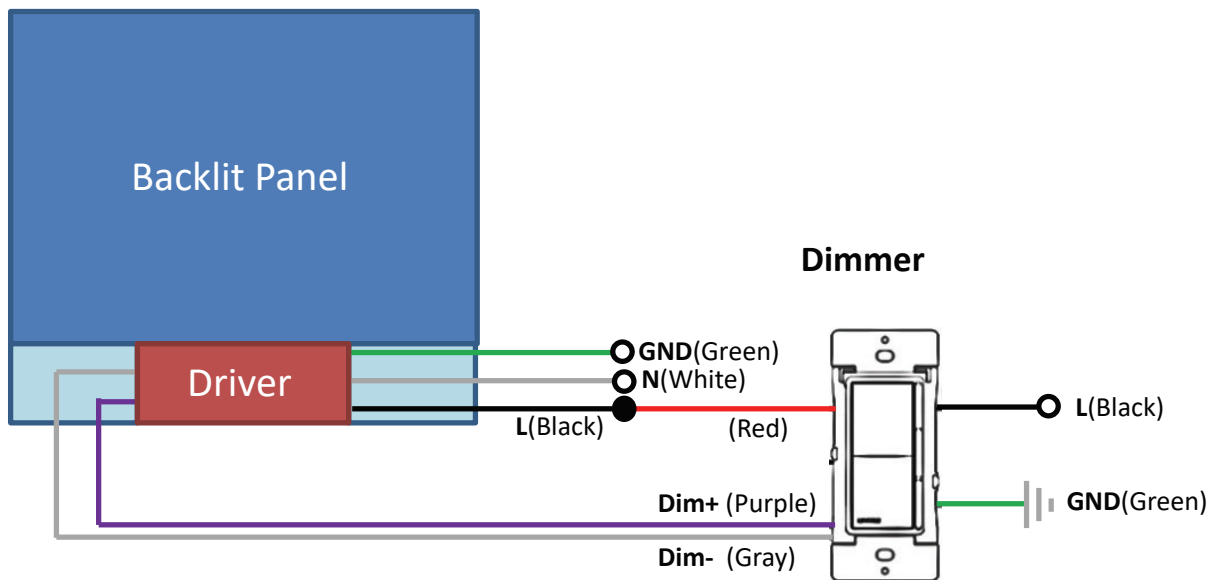 Backlit Panel
Dimmer
Driver
GND(Green)
N(White)
L(Black)
(Red)
L(Black)
Dim+ (Purple)
GND(Green)
Dim- (Gray)